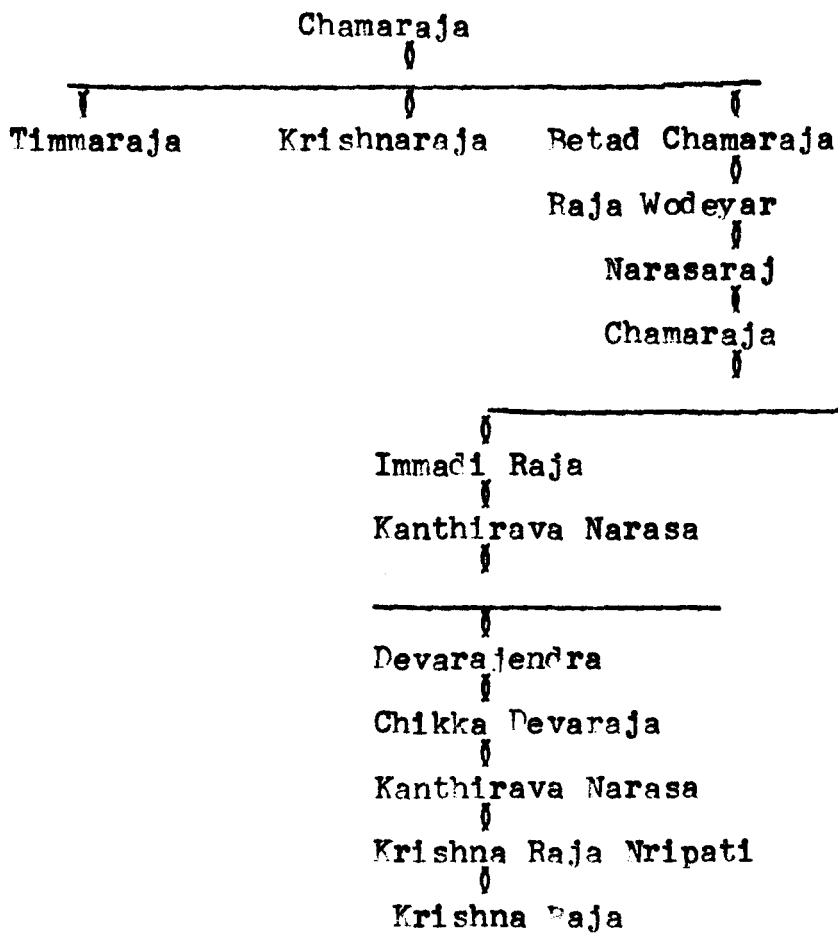 Chamaraja
Timmaraja Krishnaraja Betad Chamaraja
Raja Wodeyar
Narasaraj
Chamaraja
Immadi Raja
Kanthirava Narasa
Devarajendra
Chikka Devaraja
Kanthirava Narasa
Krishna Raja Nripati
Krishna Raja